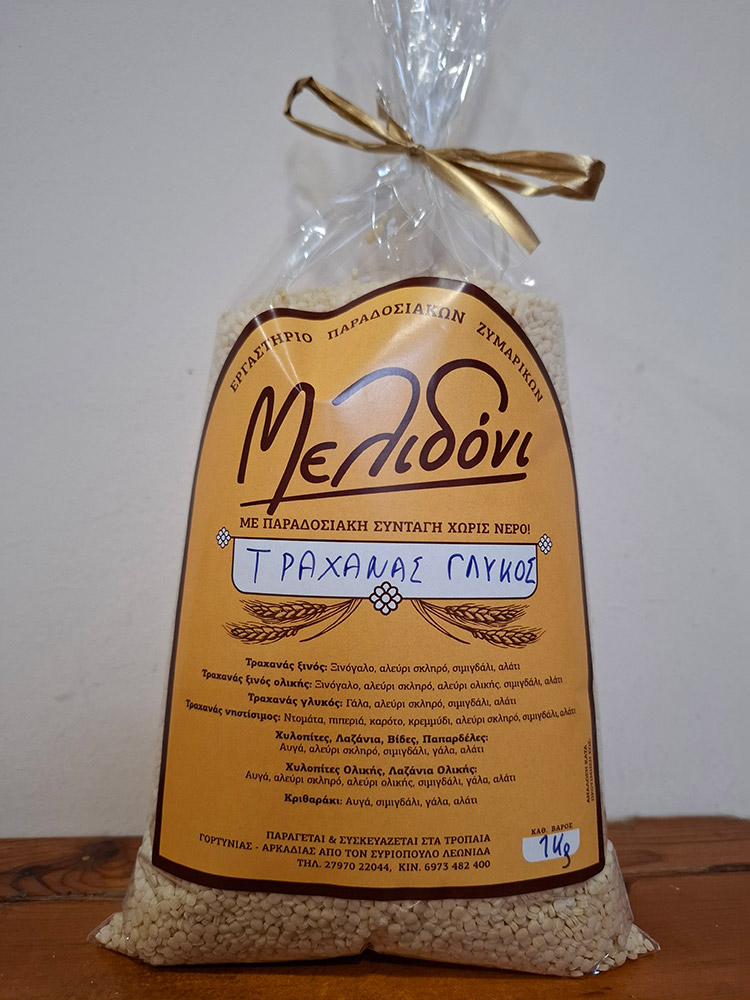 ΕΡΓΑΣΤΗΡΙΟ ΠΑΡΑΔΟΣΙΑΚΩΝ ΖΥΜΑΡΙΚΩΝ
Μελιδόνι
ΜΕ ΠΑΡΑΔΟΣΙΑΚΗ ΣΥΝΤΑΓΗ ΧΩΡΙΣ ΝΕΡΟ!
ΤΡΑΧΑΝΑΣ ΓΛΥΚΟΣ
Τραχανάς ξινός: Ξινόγαλο, αλεύρι σκληρό, σιμιγδάλι, αλάτι
Τραχανάς ξινός ολικής: Ξινόγαλο, αλεύρι σκληρό, αλεύρι ολικής, σιμιγδάλι, αλάτι
Τραχανάς γλυκός: Γάλα, αλεύρι σκληρό, σιμιγδάλι, αλάτι
Τραχανάς νηστίσιμος: Ντομάτα, πιπεριά, καρότο, κρεμμύδι, αλεύρι σκληρό, σιμιγδάλι, αλάτι
Χυλοπίτες, Λαζάνια, Βίδες, Παπαρδέλες:
Αυγά, αλεύρι σκληρό, σιμιγδάλι, γάλα, αλάτι
Χυλοπίτες Ολικής, Λαζάνια Ολικής:
Αυγά, αλεύρι σκληρό, αλεύρι ολικής, σιμιγδάλι, γάλα, αλάτι
Κριθαράκι: Αυγά, σιμιγδάλι, γάλα, αλάτι
ΑΝΑΛΩΣΗ ΚΑΤΑ
ΚΑΘ. ΒΑΡΟΣ
1Kg
ΠΑΡΑΓΕΤΑΙ & ΣΥΣΚΕΥΑΖΕΤΑΙ ΣΤΑ ΤΡΟΠΑΙΑ
ΓΟΡΤΥΝΙΑΣ - ΑΡΚΑΔΙΑΣ ΑΠΟ ΤΟΝ ΣΥΡΙΟΠΟΥΛΟ ΛΕΩΝΙΔΑ
ΤΗΛ. 27970 22044, ΚΙΝ. 6973 482 400